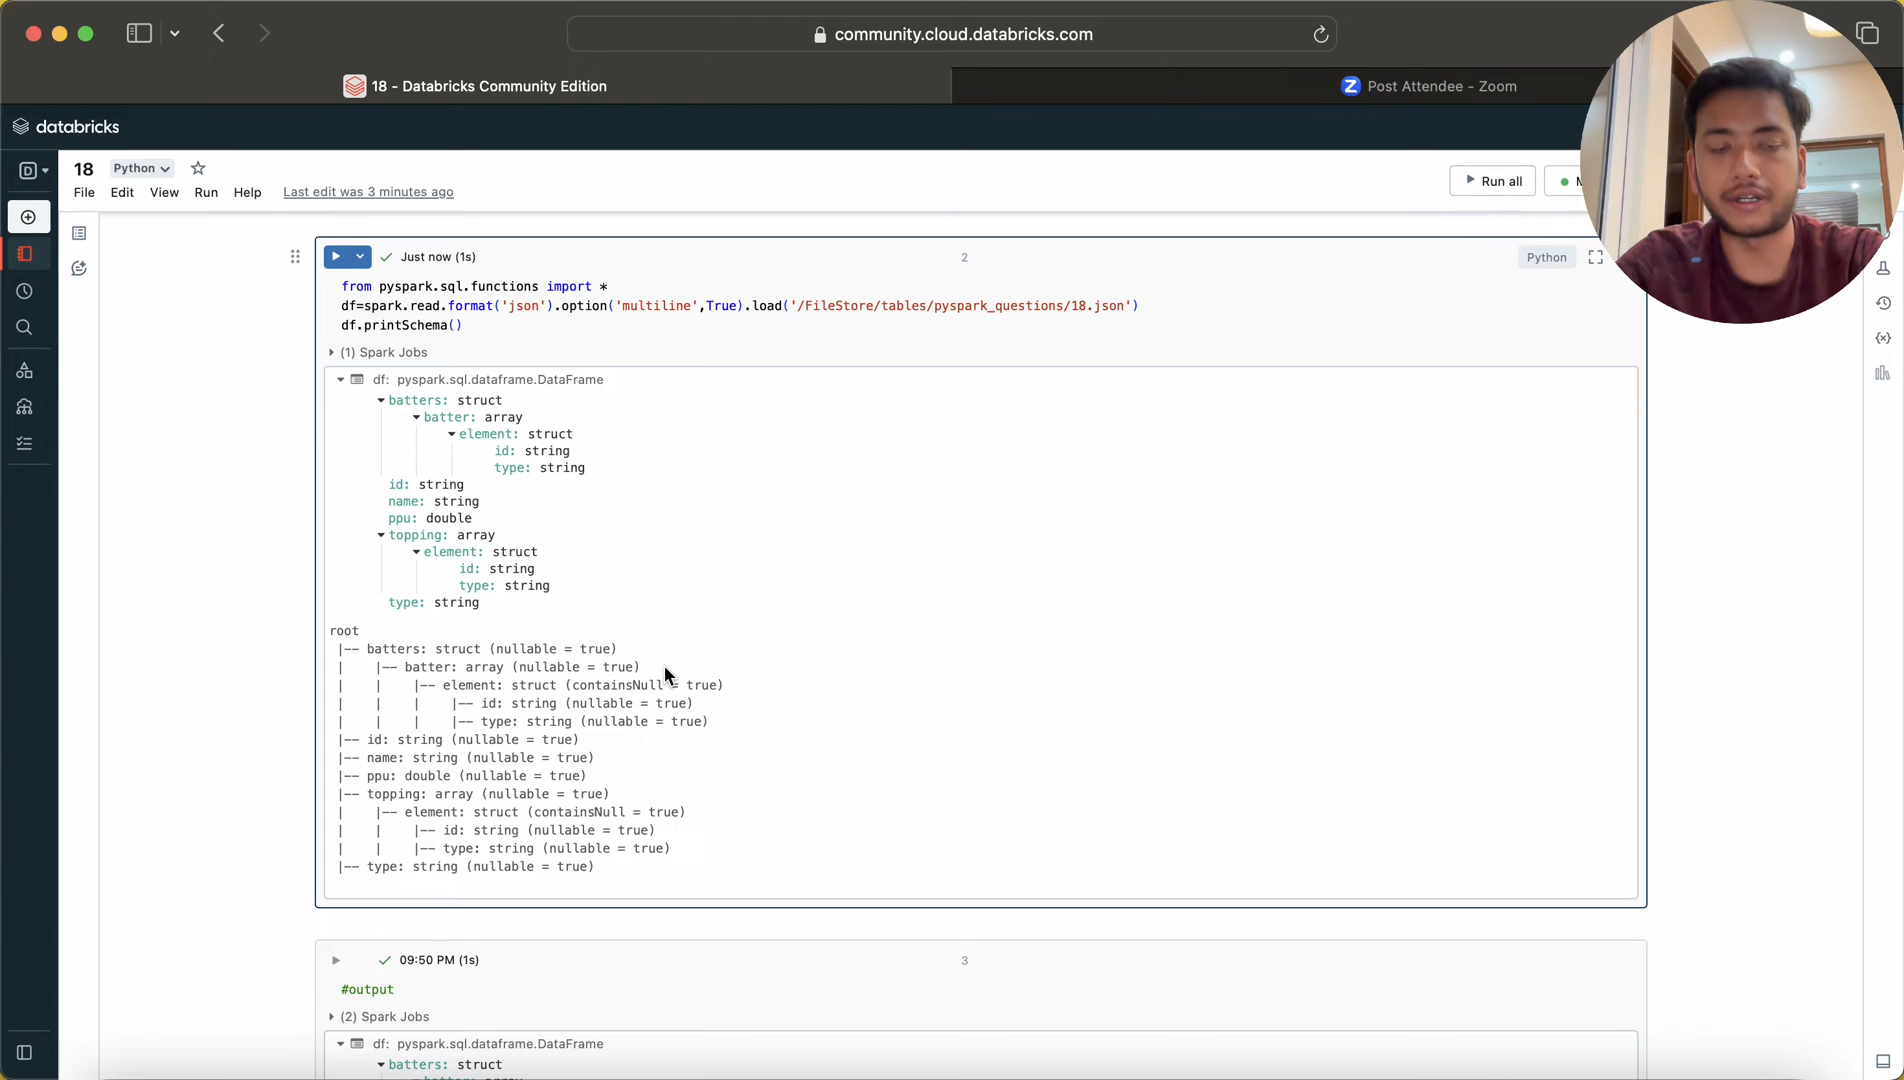 community.cloud.databricks.com
18 - Databricks Community Edition
Post Attendee - Zoom
databricks
D
18 Python
File Edit View Run Help Last edit was 3 minutes ago
Run all
Just now (1s)
2
Python
from pyspark.sql.functions import *
df=spark.read.format('json').option('multiline',True).load('/FileStore/tables/pyspark_questions/18.json')
df.printSchema()
(1) Spark Jobs
df: pyspark.sql.dataframe.DataFrame
batters: struct
batter: array
element: struct
id: string
type: string
id: string
name: string
ppu: double
topping: array
element: struct
id: string
type: string
type: string
root
|-- batters: struct (nullable = true)
| |-- batter: array (nullable = true)
| | |-- element: struct (containsNull = true)
| | | |-- id: string (nullable = true)
| | | |-- type: string (nullable = true)
|-- id: string (nullable = true)
|-- name: string (nullable = true)
|-- ppu: double (nullable = true)
|-- topping: array (nullable = true)
| |-- element: struct (containsNull = true)
| | |-- id: string (nullable = true)
| | |-- type: string (nullable = true)
|-- type: string (nullable = true)
09:50 PM (1s)
3
#output
(2) Spark Jobs
df: pyspark.sql.dataframe.DataFrame
batters: struct